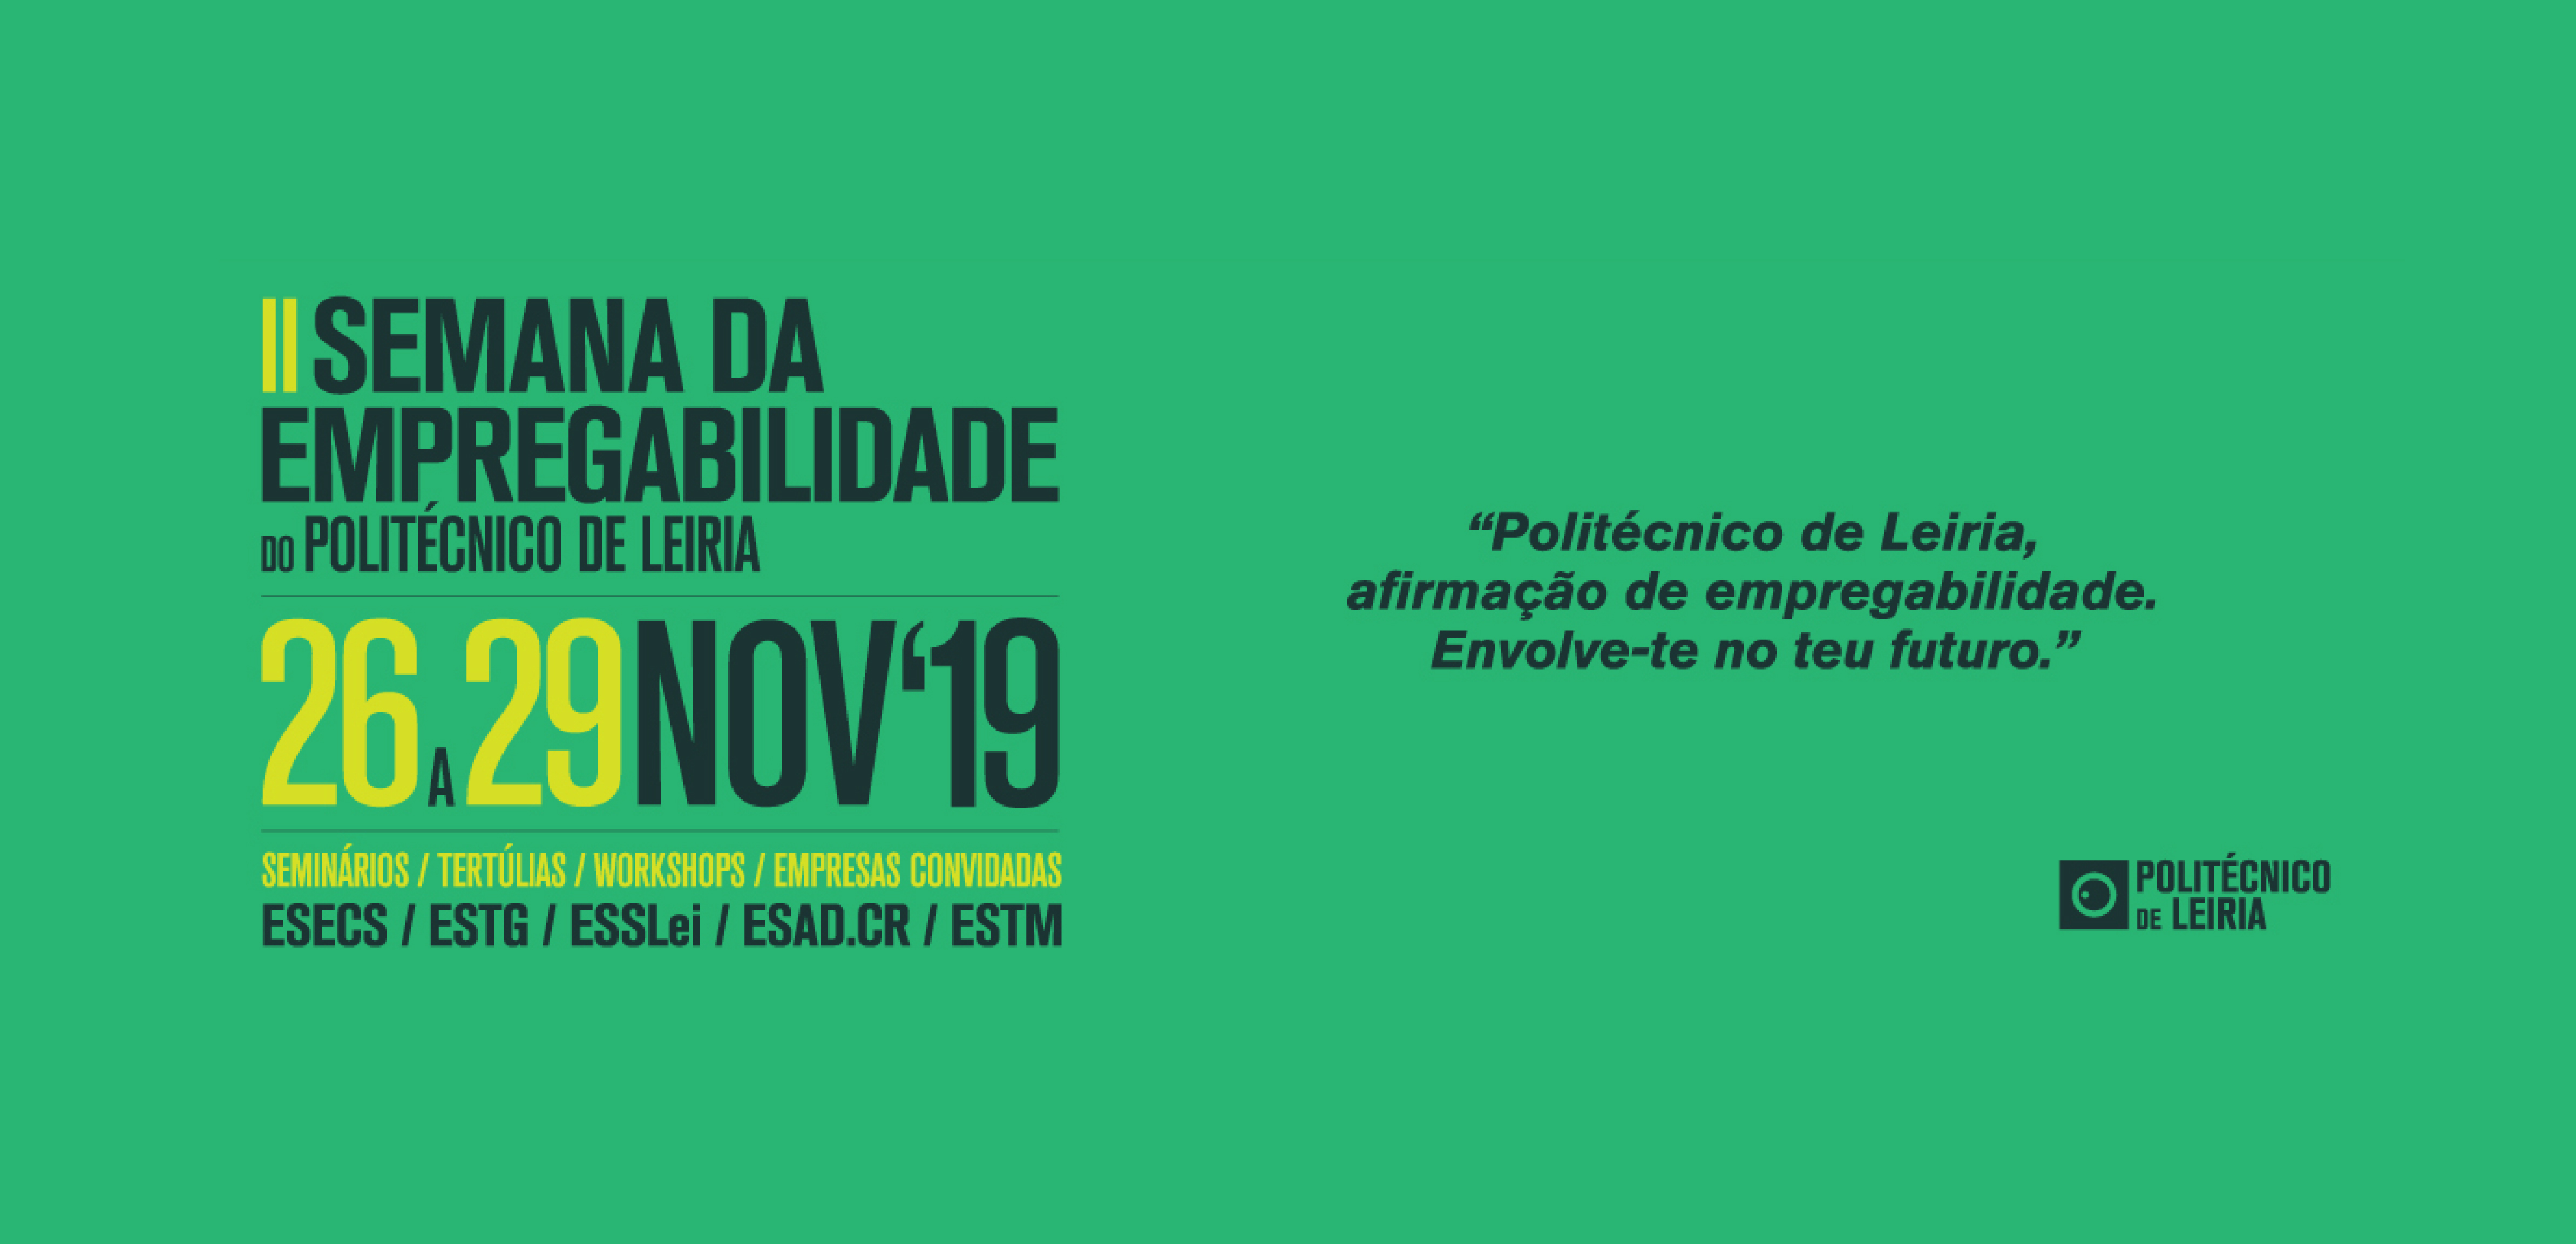 II SEMANA DA
EMPREGABILIDADE
DO POLITÉCNICO DE LEIRIA
26 A 29 NOV‘19
SEMINÁRIOS / TERTÚLIAS / WORKSHOPS / EMPRESAS CONVIDADAS
ESECS / ESTG / ESSLei / ESAD.CR / ESTM
“Politécnico de Leiria,
afirmação de empregabilidade.
Envolve-te no teu futuro.”
POLITÉCNICO
DE LEIRIA